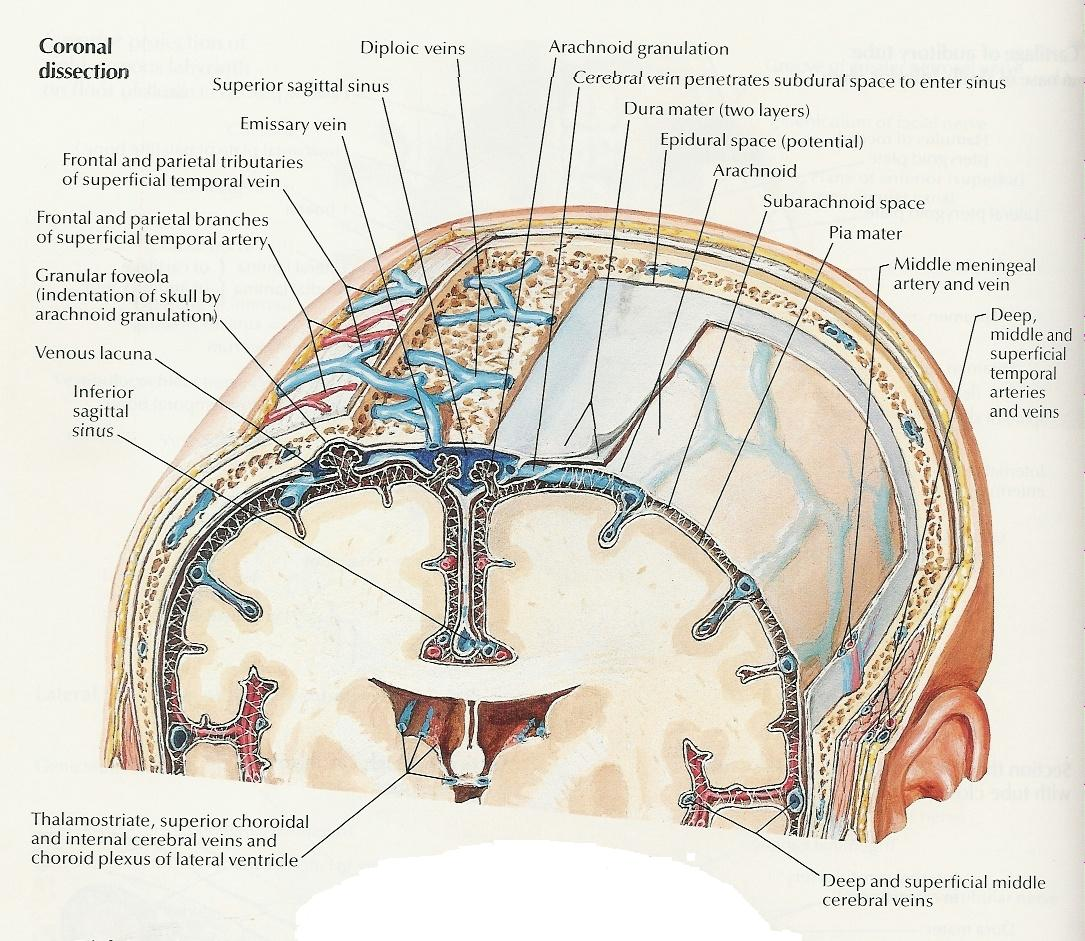 Coronal
dissection
Diploic veins
Arachnoid granulation
Superior sagittal sinus
Cerebral vein penetrates subdural space to enter sinus
Emissary vein
Dura mater (two layers)
Epidural space (potential)
Frontal and parietal tributaries
of superficial temporal vein
Arachnoid
Subarachnoid space
Frontal and parietal branches
of superficial temporal artery
Pia mater
Granular foveola
(indentation of skull by
arachnoid granulation)
Middle meningeal
artery and vein
Deep,
middle and
superficial
temporal
arteries
and veins
Venous lacuna
Inferior
sagittal
sinus
Thalamostriate, superior choroidal
and internal cerebral veins and
choroid plexus of lateral ventricle
Deep and superficial middle
cerebral veins